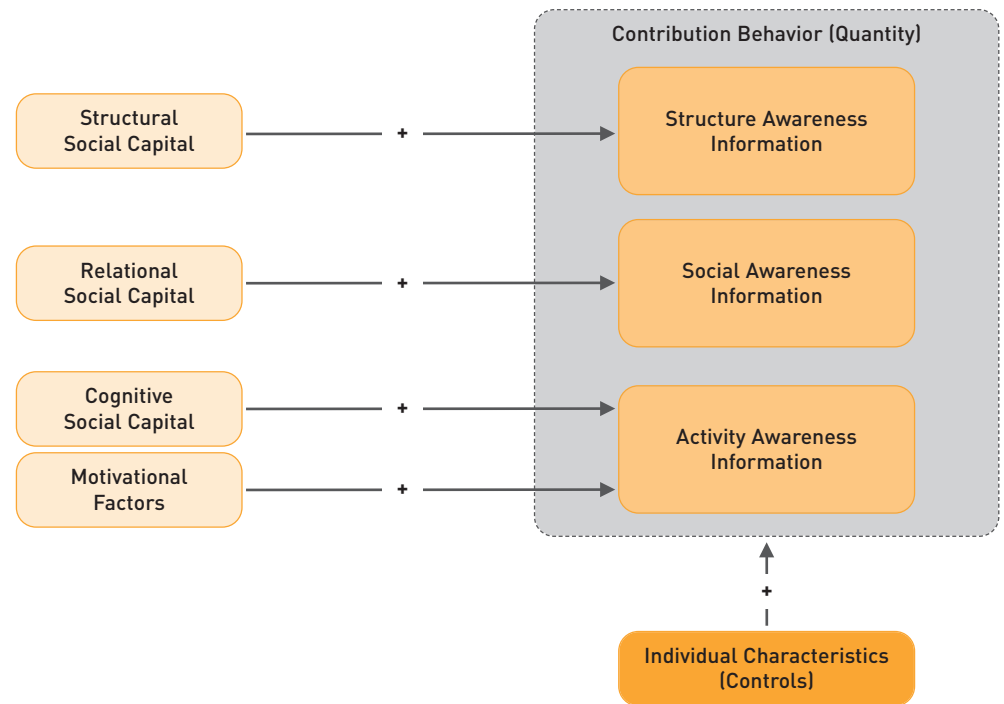 Contribution Behavior (Quantity)
Structural
Social Capital
+
Structure Awareness
Information
Relational
Social Capital
+
Social Awareness
Information
Cognitive
Social Capital
+
Activity Awareness
Information
Motivational
Factors
+
+
Individual Characteristics
(Controls)